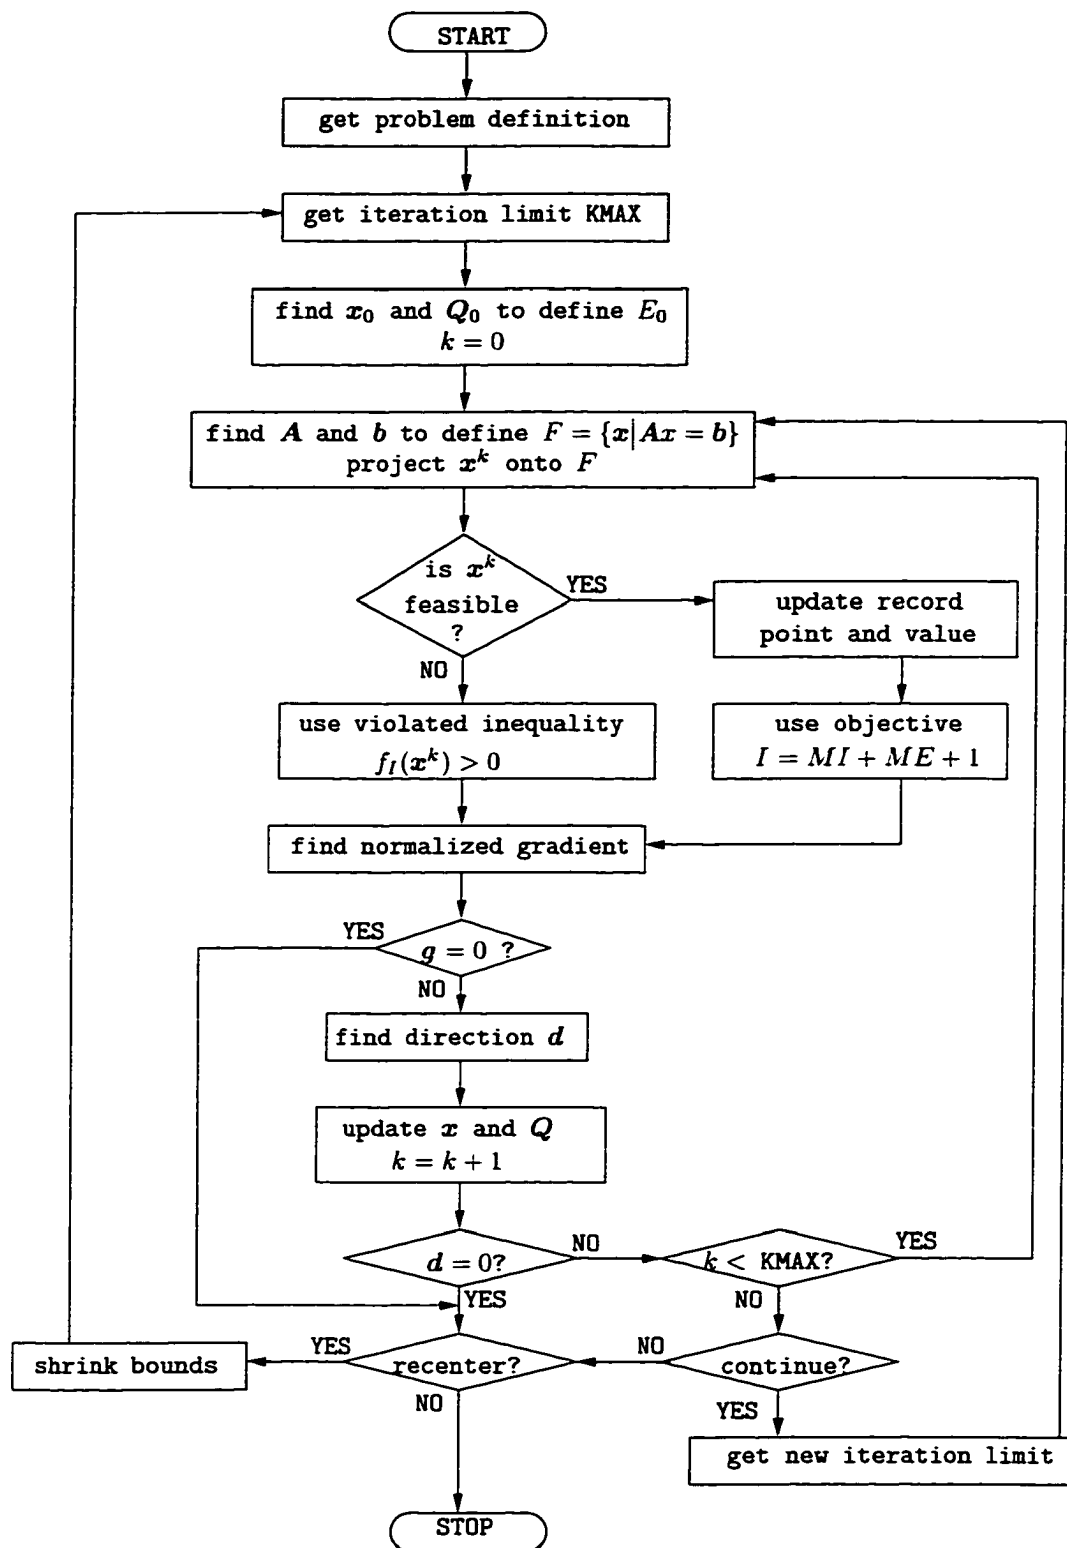 START
get problem definition
get iteration limit KMAX
find x₀ and Q₀ to define E₀
k = 0
find A and b to define F = {x|Ax = b}
project xᵏ onto F
is xᵏ
feasible
?
YES
NO
update record
point and value
use violated inequality
f_I(xᵏ) > 0
use objective
I = MI + ME + 1
find normalized gradient
YES
g = 0 ?
NO
find direction d
update x and Q
k = k + 1
d = 0?
NO
YES
k < KMAX?
YES
NO
shrink bounds
YES
recenter?
NO
NO
continue?
YES
get new iteration limit
STOP